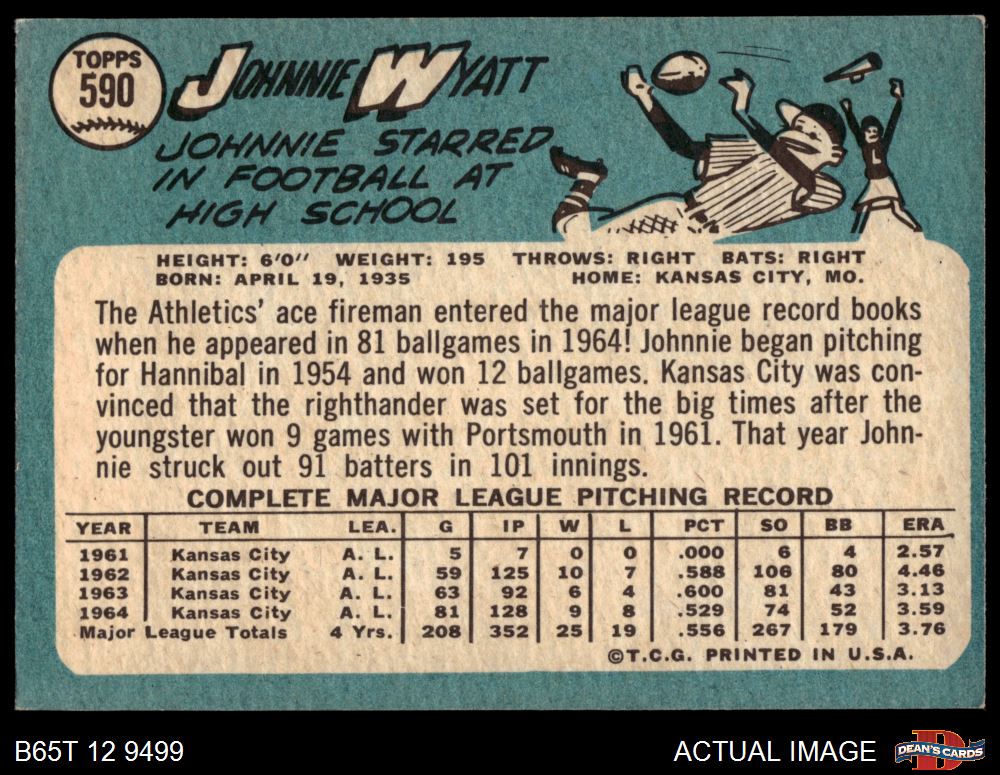 TOPPS
590
JOHNNIE WYATT
JOHNNIE STARRED
IN FOOTBALL AT
HIGH SCHOOL
L
HEIGHT: 6'0" WEIGHT: 195 THROWS: RIGHT BATS: RIGHT
BORN: APRIL 19, 1935 HOME: KANSAS CITY, MO.
The Athletics' ace fireman entered the major league record books
when he appeared in 81 ballgames in 1964! Johnnie began pitching
for Hannibal in 1954 and won 12 ballgames. Kansas City was con-
vinced that the righthander was set for the big times after the
youngster won 9 games with Portsmouth in 1961. That year John-
nie struck out 91 batters in 101 innings.
COMPLETE MAJOR LEAGUE PITCHING RECORD
YEAR TEAM LEA. G IP W L PCT SO BB ERA
1961 Kansas City A. L. 5 7 0 0 .000 6 4 2.57
1962 Kansas City A. L. 59 125 10 7 .588 106 80 4.46
1963 Kansas City A. L. 63 92 6 4 .600 81 43 3.13
1964 Kansas City A. L. 81 128 9 8 .529 74 52 3.59
Major League Totals 4 Yrs. 208 352 25 19 .556 267 179 3.76
©T.C.G. PRINTED IN U.S.A.
B65T 12 9499 ACTUAL IMAGE D DEAN'S CARDS